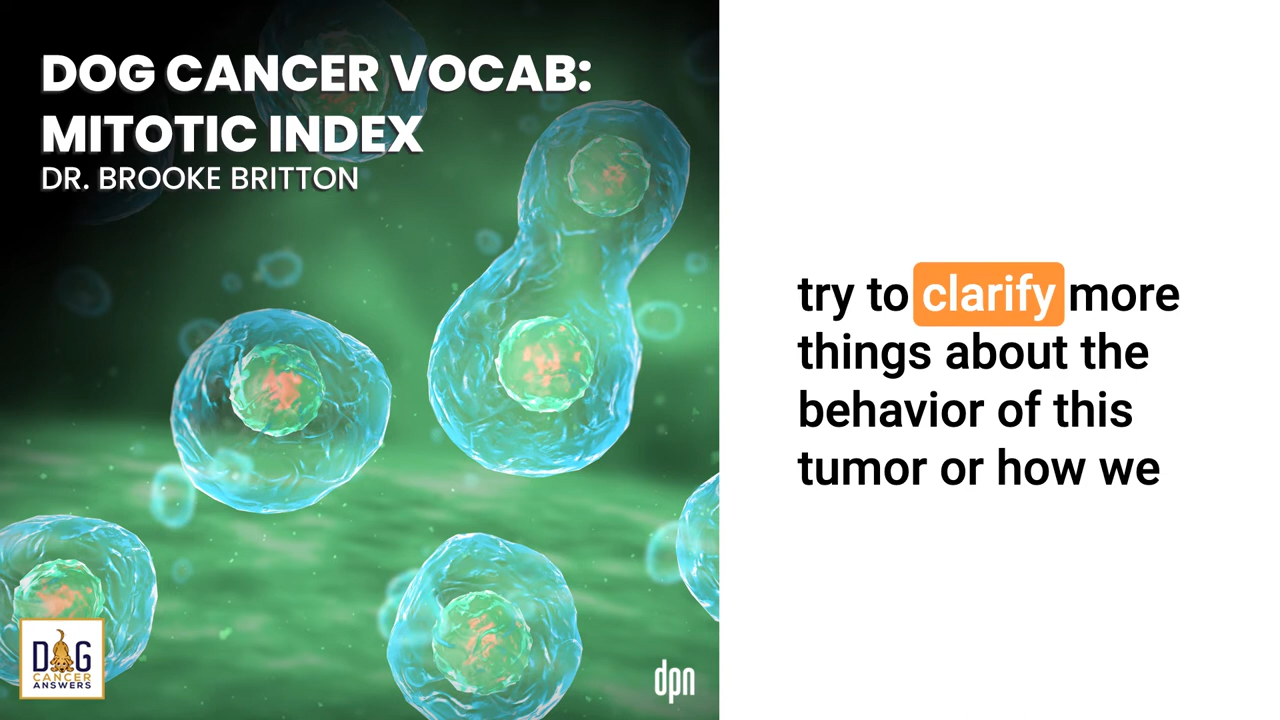 DOG CANCER VOCAB:
MITOTIC INDEX
DR. BROOKE BRITTON
try to clarify more
things about the
behavior of this
tumor or how we
DOG
CANCER
ANSWERS
dpn